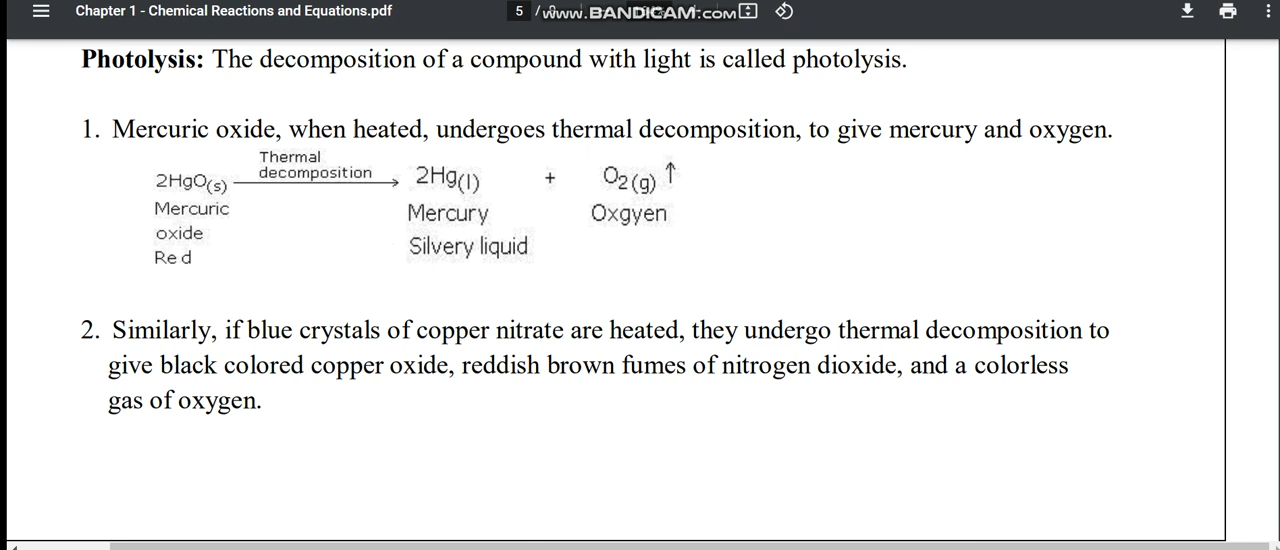 Chapter 1 - Chemical Reactions and Equations.pdf
5 /
www.BANDICAM.com
Photolysis: The decomposition of a compound with light is called photolysis.
1. Mercuric oxide, when heated, undergoes thermal decomposition, to give mercury and oxygen.
Thermal
decomposition
2HgO(s) → 2Hg(l) + O2(g) ↑
Mercuric Mercury Oxgyen
oxide Silvery liquid
Red
2. Similarly, if blue crystals of copper nitrate are heated, they undergo thermal decomposition to
give black colored copper oxide, reddish brown fumes of nitrogen dioxide, and a colorless
gas of oxygen.